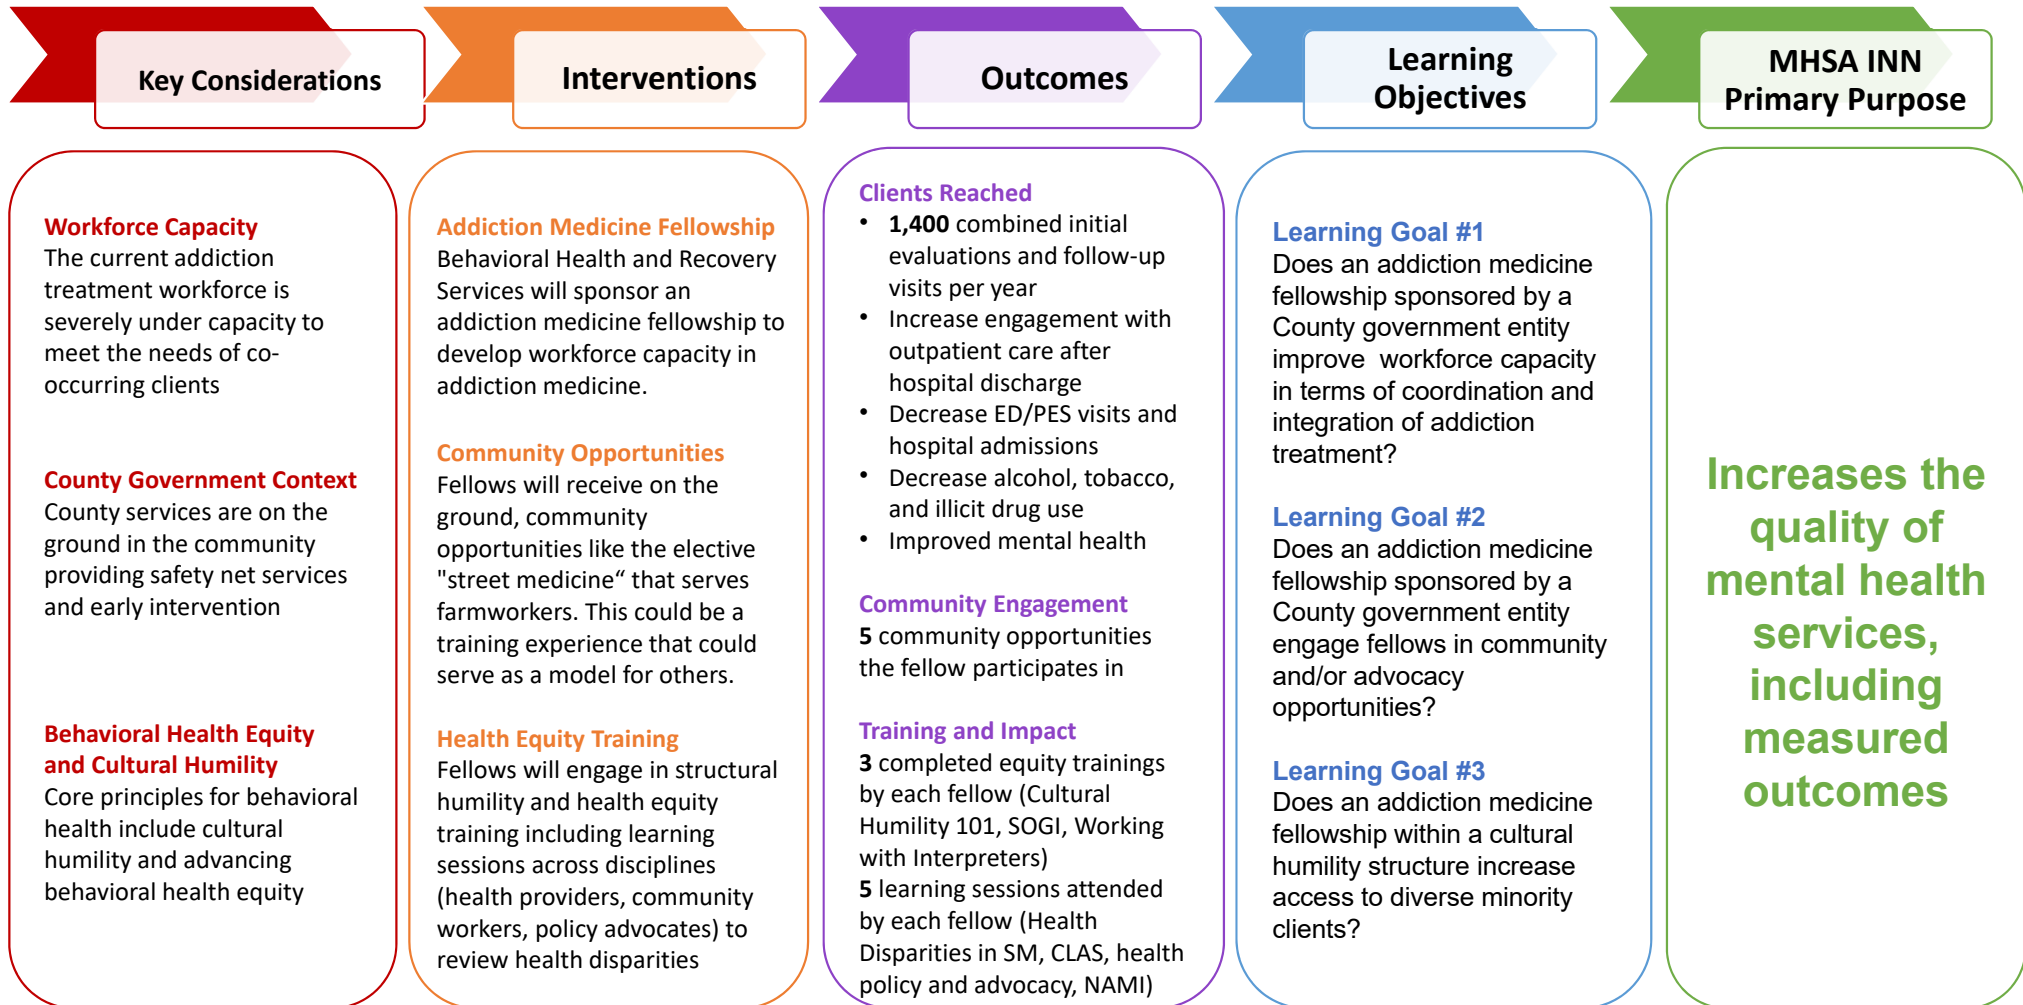 Key Considerations
Interventions
Outcomes
Learning
Objectives
MHSA INN
Primary Purpose
Workforce Capacity
The current addiction
treatment workforce is
severely under capacity to
meet the needs of co-
occurring clients
County Government Context
County services are on the
ground in the community
providing safety net services
and early intervention
Behavioral Health Equity
and Cultural Humility
Core principles for behavioral
health include cultural
humility and advancing
behavioral health equity
Addiction Medicine Fellowship
Behavioral Health and Recovery
Services will sponsor an
addiction medicine fellowship to
develop workforce capacity in
addiction medicine.
Community Opportunities
Fellows will receive on the
ground, community
opportunities like the elective
"street medicine“ that serves
farmworkers. This could be a
training experience that could
serve as a model for others.
Health Equity Training
Fellows will engage in structural
humility and health equity
training including learning
sessions across disciplines
(health providers, community
workers, policy advocates) to
review health disparities
Clients Reached
• 1,400 combined initial
evaluations and follow-up
visits per year
• Increase engagement with
outpatient care after
hospital discharge
• Decrease ED/PES visits and
hospital admissions
• Decrease alcohol, tobacco,
and illicit drug use
• Improved mental health
Community Engagement
5 community opportunities
the fellow participates in
Training and Impact
3 completed equity trainings
by each fellow (Cultural
Humility 101, SOGI, Working
with Interpreters)
5 learning sessions attended
by each fellow (Health
Disparities in SM, CLAS, health
policy and advocacy, NAMI)
Learning Goal #1
Does an addiction medicine
fellowship sponsored by a
County government entity
improve  workforce capacity
in terms of coordination and
integration of addiction
treatment?
Learning Goal #2
Does an addiction medicine
fellowship sponsored by a
County government entity
engage fellows in community
and/or advocacy
opportunities?
Learning Goal #3
Does an addiction medicine
fellowship within a cultural
humility structure increase
access to diverse minority
clients?
Increases the
quality of
mental health
services,
including
measured
outcomes